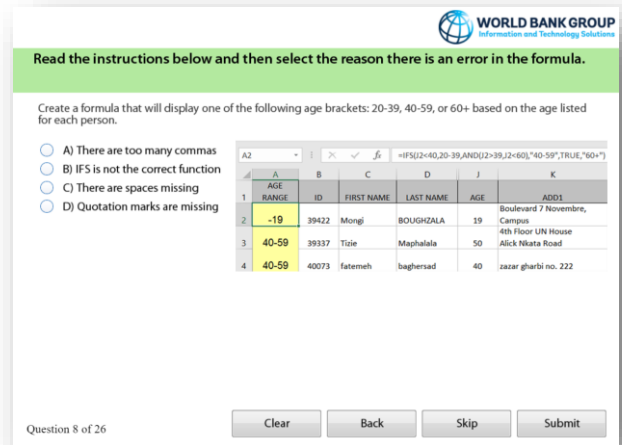 WORLD BANK GROUP
Information and Technology Solutions
Read the instructions below and then select the reason there is an error in the formula.
Create a formula that will display one of the following age brackets: 20-39, 40-59, or 60+ based on the age listed
for each person.
A) There are too many commas
B) IFS is not the correct function
C) There are spaces missing
D) Quotation marks are missing
A2 fx =IFS(J2<40,20-39,AND(J2>39,J2<60),"40-59",TRUE,"60+")
A B C D J K
1 AGE RANGE ID FIRST NAME LAST NAME AGE ADD1
2 -19 39422 Mongi BOUGHZALA 19 Boulevard 7 Novembre, Campus
3 40-59 39337 Tizie Maphalala 50 4th Floor UN House Alick Nkata Road
4 40-59 40073 fatemeh baghersad 40 zazar gharbi no. 222
Question 8 of 26
Clear Back Skip Submit